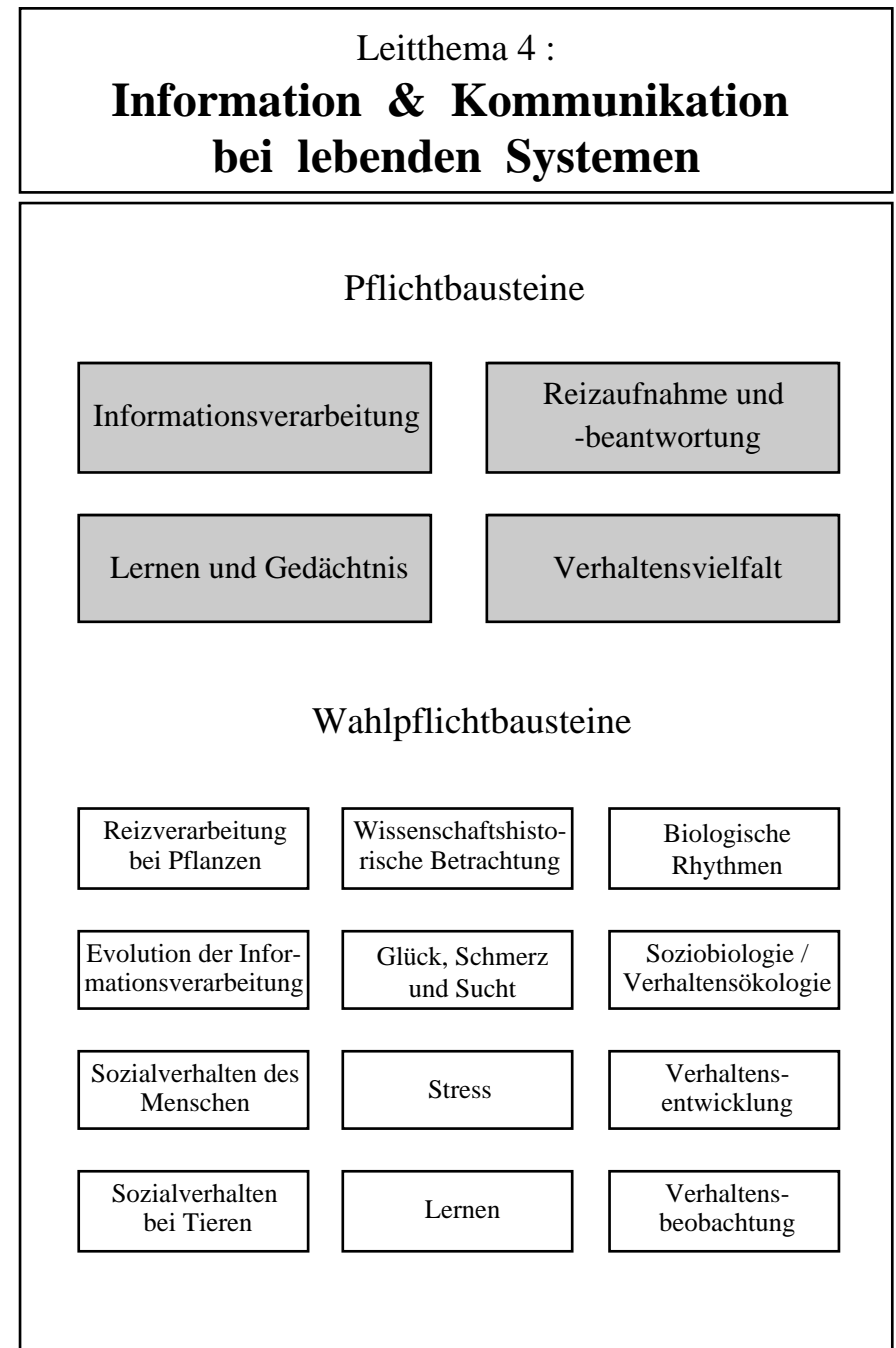 Leitthema 4 :
Information & Kommunikation
bei lebenden Systemen
Pflichtbausteine
Informationsverarbeitung
Reizaufnahme und
-beantwortung
Lernen und Gedächtnis
Verhaltensvielfalt
Wahlpflichtbausteine
Reizverarbeitung
bei Pflanzen
Wissenschaftshisto-
rische Betrachtung
Biologische
Rhythmen
Evolution der Infor-
mationsverarbeitung
Glück, Schmerz
und Sucht
Soziobiologie /
Verhaltensökologie
Sozialverhalten des
Menschen
Stress
Verhaltens-
entwicklung
Sozialverhalten
bei Tieren
Lernen
Verhaltens-
beobachtung